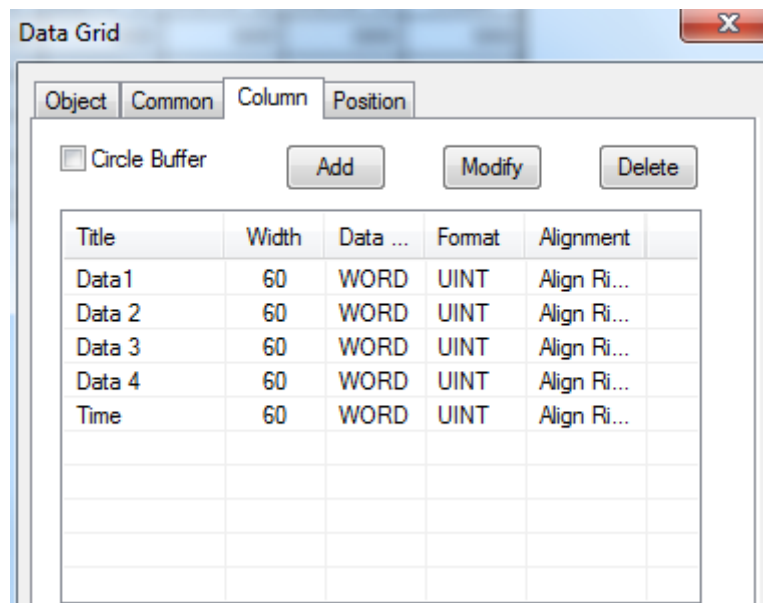 Data Grid
Object Common Column Position
Circle Buffer Add Modify Delete
Title Width Data ... Format Alignment
Data1 60 WORD UINT Align Ri...
Data 2 60 WORD UINT Align Ri...
Data 3 60 WORD UINT Align Ri...
Data 4 60 WORD UINT Align Ri...
Time 60 WORD UINT Align Ri...